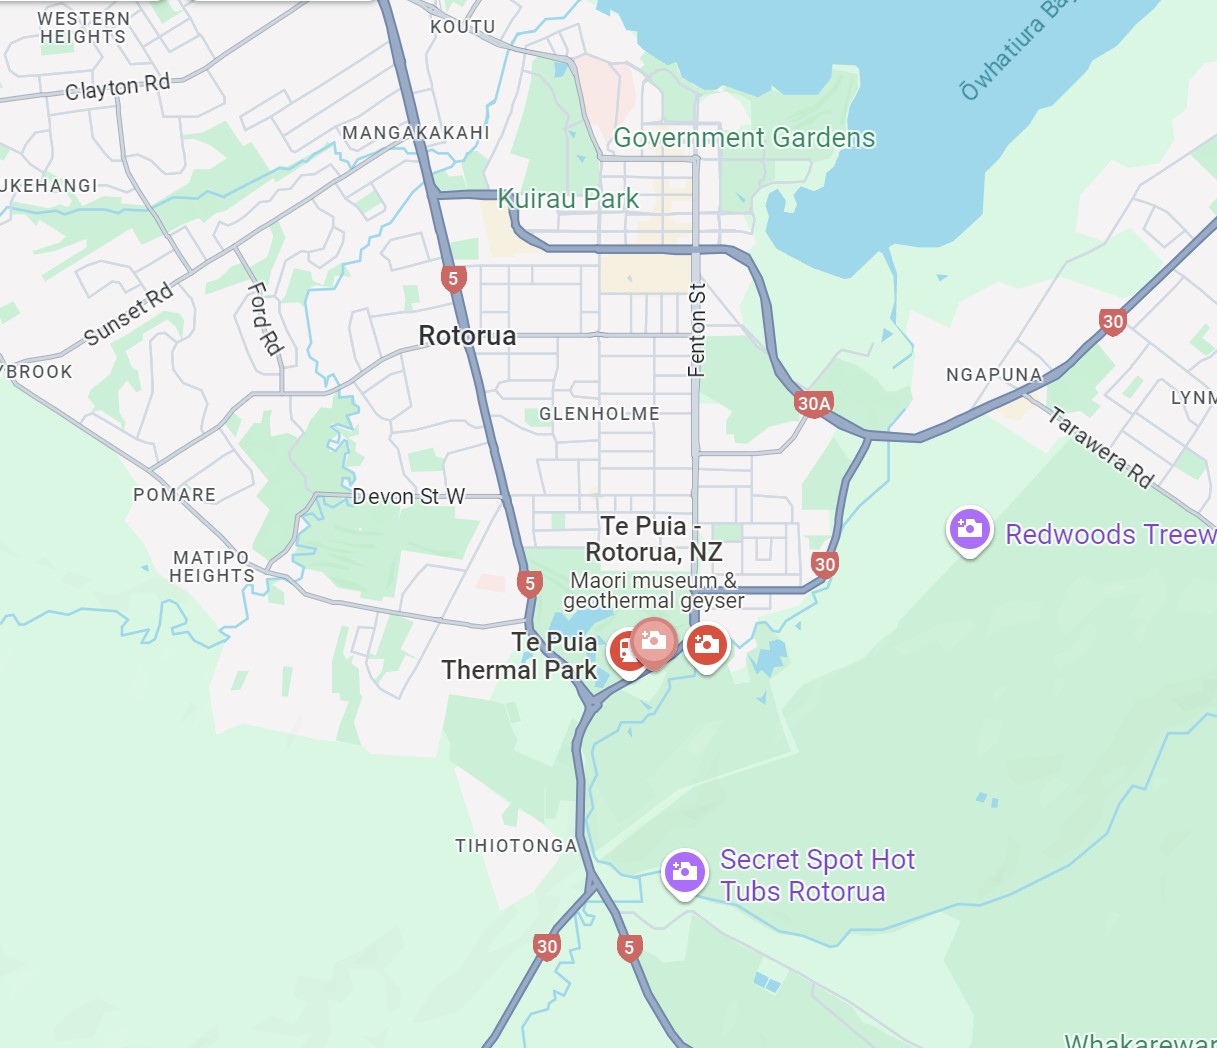 WESTERN
HEIGHTS
KOUTU
Clayton Rd
Ōwhatiura Bay
MANGAKAKAHI
Government Gardens
UKEHANGI
Kuirau Park
5
Sunset Rd
Ford Rd
Fenton St
30
Rotorua
YBROOK
NGAPUNA
LYNM
30A
GLENHOLME
Tarawera Rd
POMARE
Devon St W
Te Puia -
Rotorua, NZ
Maori museum &
geothermal geyser
Redwoods Treew
MATIPO
HEIGHTS
30
5
Te Puia
Thermal Park
TIHIOTONGA
Secret Spot Hot
Tubs Rotorua
30
5
Whakarewar